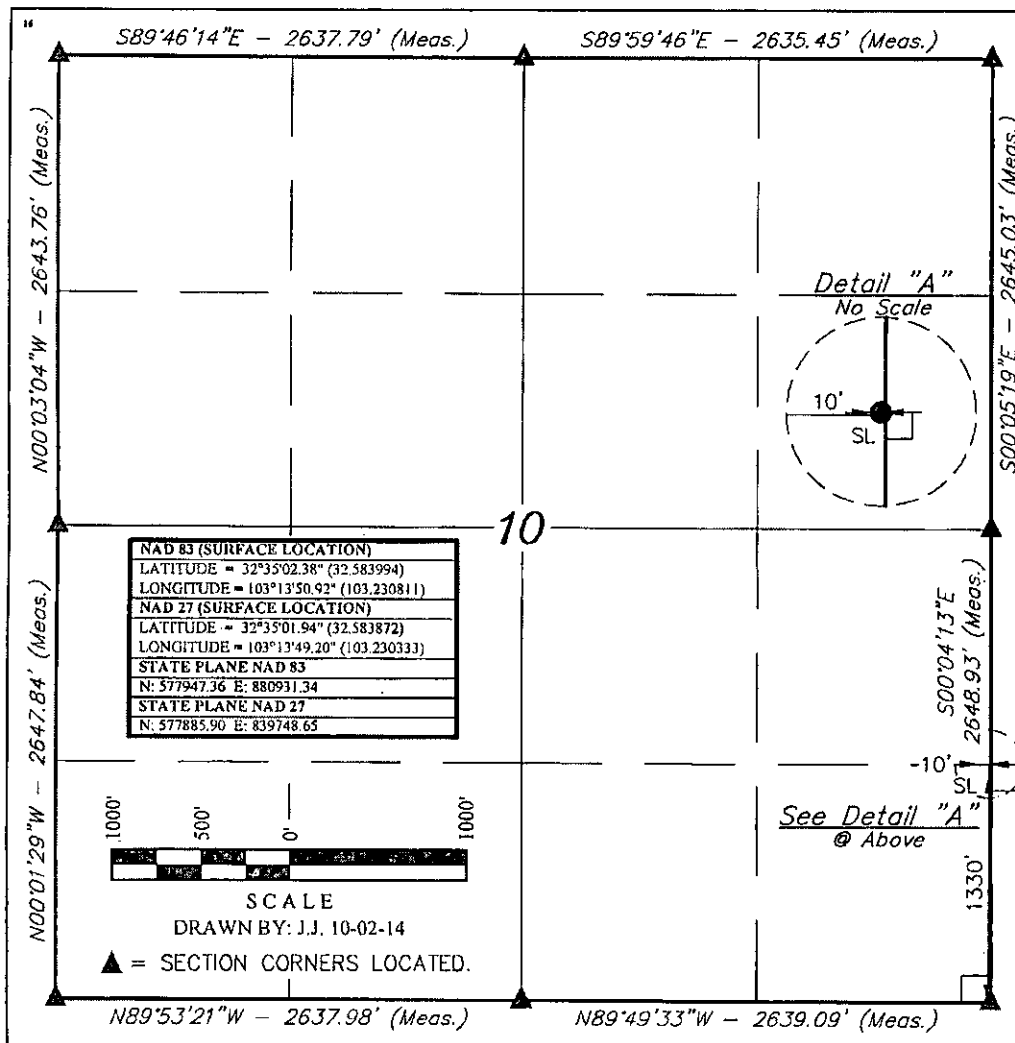 16
S89°46'14"E - 2637.79' (Meas.)
S89°59'46"E - 2635.45' (Meas.)
N00°03'04"W - 2643.76' (Meas.)
S00°05'19"E - 2645.03' (Meas.)
Detail "A"
No Scale
10'
SL
10
NAD 83 (SURFACE LOCATION)
LATITUDE = 32°35'02.38" (32.583994)
LONGITUDE = 103°13'50.92" (103.230811)
NAD 27 (SURFACE LOCATION)
LATITUDE = 32°35'01.94" (32.583872)
LONGITUDE = 103°13'49.20" (103.230333)
STATE PLANE NAD 83
N: 577947.36 E: 880931.34
STATE PLANE NAD 27
N: 577885.90 E: 839748.65
N00°01'29"W - 2647.84' (Meas.)
S00°04'13"E
2648.93' (Meas.)
-10'
SL
See Detail "A"
@ Above
1330'
1000' 500' 0' 1000'
SCALE
DRAWN BY: J.J. 10-02-14
▲ = SECTION CORNERS LOCATED.
N89°53'21"W - 2637.98' (Meas.)
N89°49'33"W - 2639.09' (Meas.)